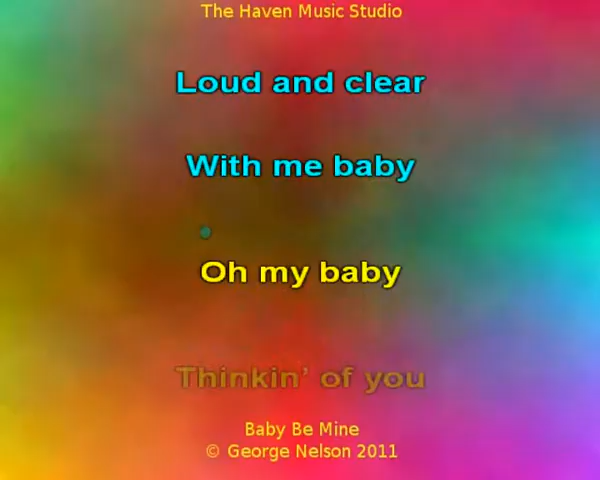 The Haven Music Studio
Loud and clear
With me baby
Oh my baby
Thinkin' of you
Baby Be Mine
© George Nelson 2011